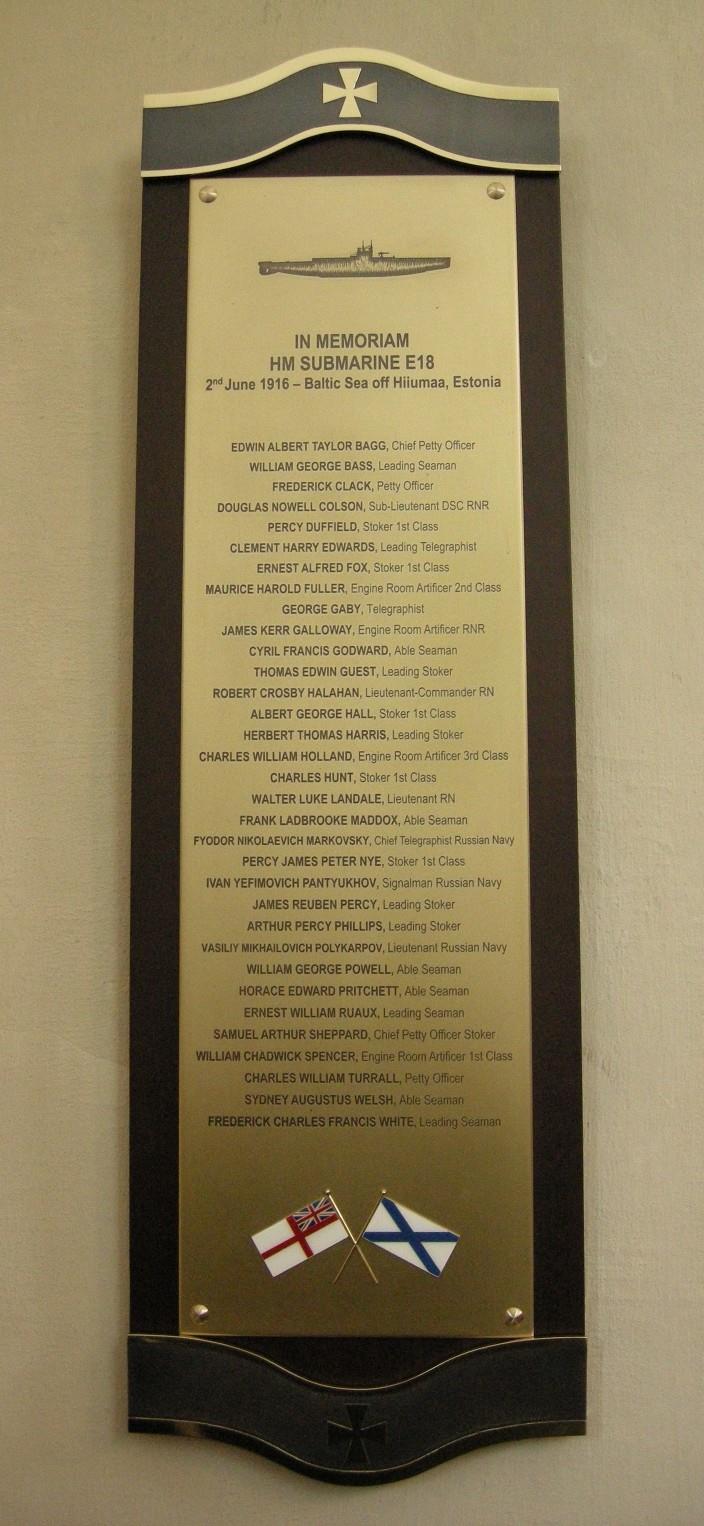 IN MEMORIAM
HM SUBMARINE E18
2nd June 1916 – Baltic Sea off Hiiumaa, Estonia
EDWIN ALBERT TAYLOR BAGG, Chief Petty Officer
WILLIAM GEORGE BASS, Leading Seaman
FREDERICK CLACK, Petty Officer
DOUGLAS NOWELL COLSON, Sub-Lieutenant DSC RNR
PERCY DUFFIELD, Stoker 1st Class
CLEMENT HARRY EDWARDS, Leading Telegraphist
ERNEST ALFRED FOX, Stoker 1st Class
MAURICE HAROLD FULLER, Engine Room Artificer 2nd Class
GEORGE GABY, Telegraphist
JAMES KERR GALLOWAY, Engine Room Artificer RNR
CYRIL FRANCIS GODWARD, Able Seaman
THOMAS EDWIN GUEST, Leading Stoker
ROBERT CROSBY HALAHAN, Lieutenant-Commander RN
ALBERT GEORGE HALL, Stoker 1st Class
HERBERT THOMAS HARRIS, Leading Stoker
CHARLES WILLIAM HOLLAND, Engine Room Artificer 3rd Class
CHARLES HUNT, Stoker 1st Class
WALTER LUKE LANDALE, Lieutenant RN
FRANK LADBROOKE MADDOX, Able Seaman
FYODOR NIKOLAEVICH MARKOVSKY, Chief Telegraphist Russian Navy
PERCY JAMES PETER NYE, Stoker 1st Class
IVAN YEFIMOVICH PANTYUKHOV, Signalman Russian Navy
JAMES REUBEN PERCY, Leading Stoker
ARTHUR PERCY PHILLIPS, Leading Stoker
VASILIY MIKHAILOVICH POLYKARPOV, Lieutenant Russian Navy
WILLIAM GEORGE POWELL, Able Seaman
HORACE EDWARD PRITCHETT, Able Seaman
ERNEST WILLIAM RUAUX, Leading Seaman
SAMUEL ARTHUR SHEPPARD, Chief Petty Officer Stoker
WILLIAM CHADWICK SPENCER, Engine Room Artificer 1st Class
CHARLES WILLIAM TURRALL, Petty Officer
SYDNEY AUGUSTUS WELSH, Able Seaman
FREDERICK CHARLES FRANCIS WHITE, Leading Seaman